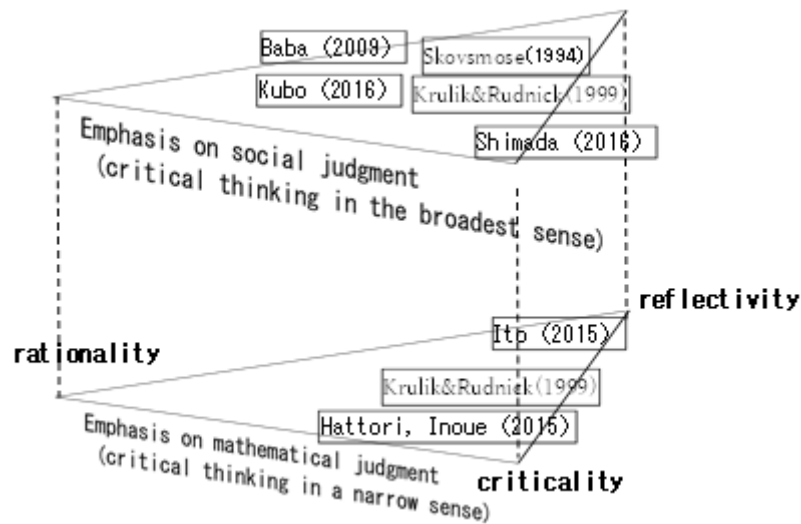 Baba (2009)
Skovsmose(1994)
Kubo (2016)
Krulik&Rudnick(1999)
Shimada (2016)
Emphasis on social judgment
(critical thinking in the broadest sense)
reflectivity
Ito (2015)
rationality
Krulik&Rudnick(1999)
Hattori, Inoue (2015)
Emphasis on mathematical judgment
(critical thinking in a narrow sense)
criticality